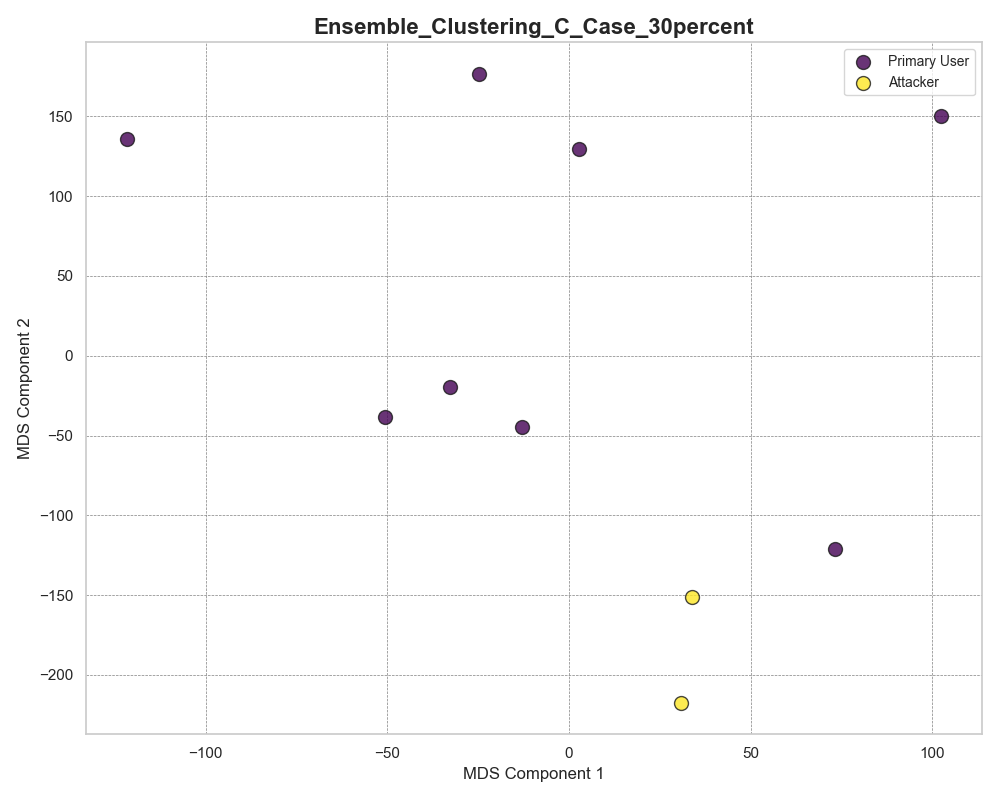 Ensemble_Clustering_C_Case_30percent
Primary User
Attacker
150
100
50
0
−50
−100
−150
−200
MDS Component 2
−100
−50
0
50
100
MDS Component 1